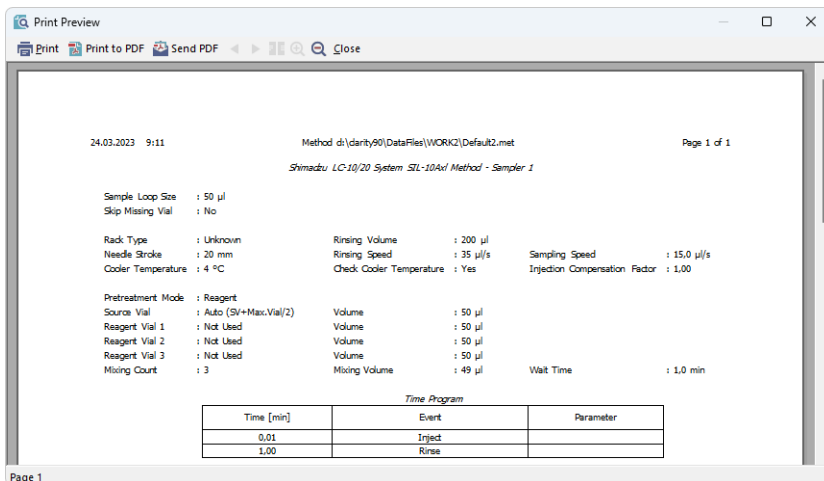 Print Preview
Print Print to PDF Send PDF Close
24.03.2023 9:11 Method d:\clarity90\DataFiles\WORK2\Default2.met Page 1 of 1
Shimadzu LC-10/20 System SIL-10Axl Method - Sampler 1
Sample Loop Size : 50 µl
Skip Missing Vial : No
Rack Type : Unknown Rinsing Volume : 200 µl
Needle Stroke : 20 mm Rinsing Speed : 35 µl/s Sampling Speed : 15,0 µl/s
Cooler Temperature : 4 °C Check Cooler Temperature : Yes Injection Compensation Factor : 1,00
Pretreatment Mode : Reagent
Source Vial : Auto (SV+Max.Vial/2) Volume : 50 µl
Reagent Vial 1 : Not Used Volume : 50 µl
Reagent Vial 2 : Not Used Volume : 50 µl
Reagent Vial 3 : Not Used Volume : 50 µl
Mixing Count : 3 Mixing Volume : 49 µl Wait Time : 1,0 min
Time Program
Time [min] Event Parameter
0,01 Inject
1,00 Rinse
Page 1